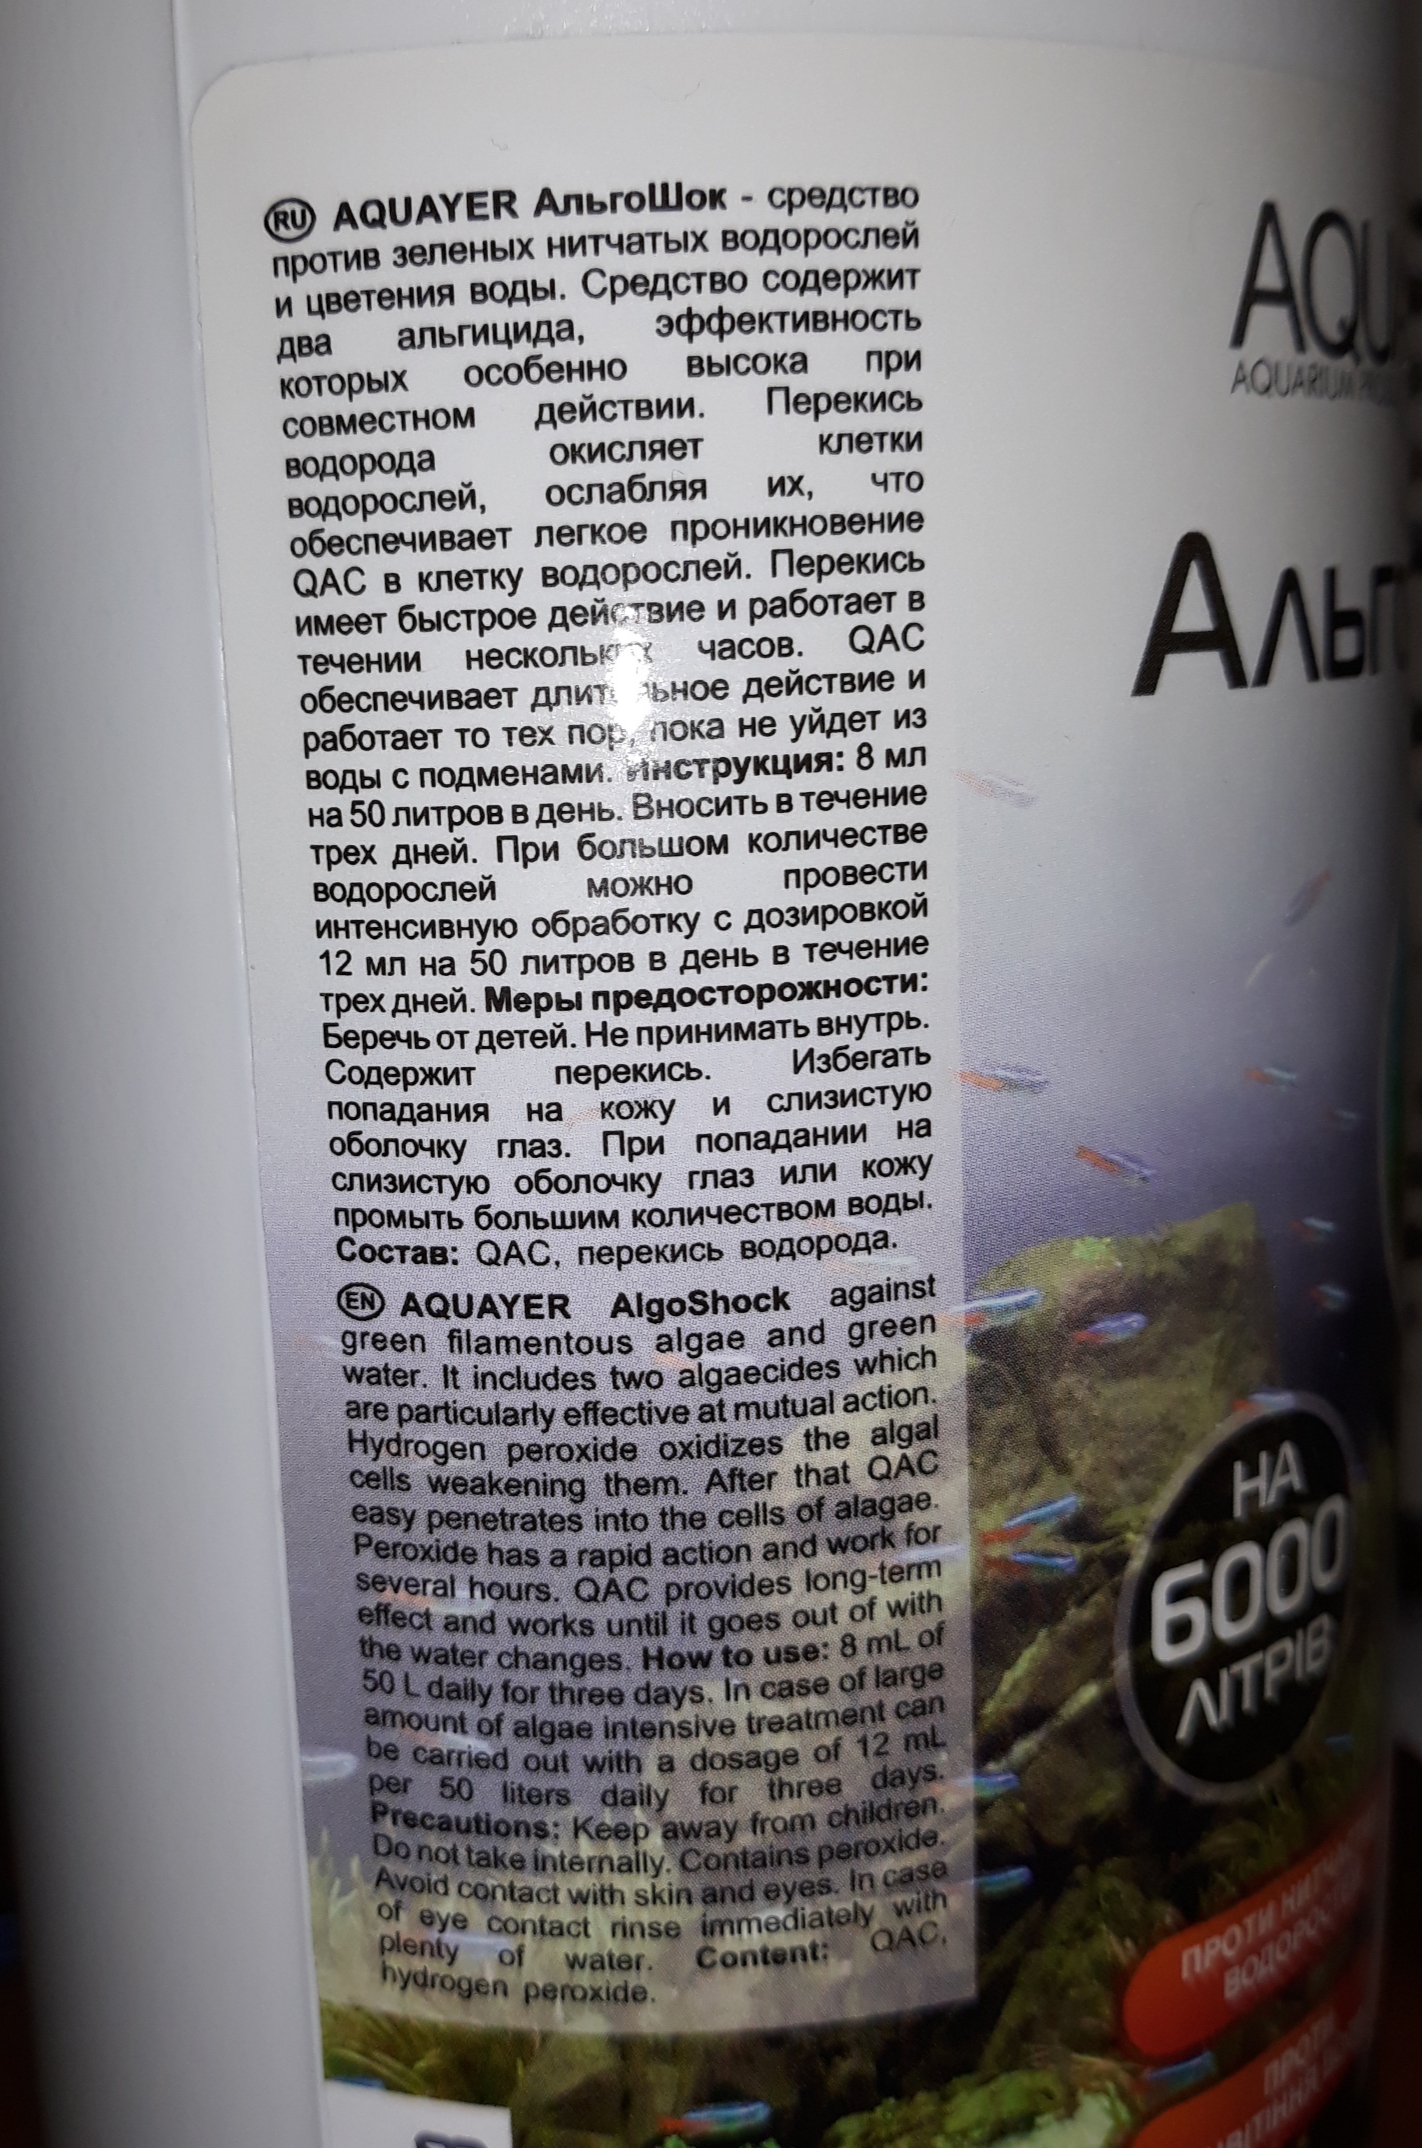 RU AQUAYER АльгоШок - средство
против зеленых нитчатых водорослей
и цветения воды. Средство содержит
два альгицида, эффективность
которых особенно высока при
совместном действии. Перекись
водорода окисляет клетки
водорослей, ослабляя их, что
обеспечивает легкое проникновение
QAC в клетку водорослей. Перекись
имеет быстрое действие и работает в
течении нескольких часов. QAC
обеспечивает длительное действие и
работает то тех пор, пока не уйдет из
воды с подменами. Инструкция: 8 мл
на 50 литров в день. Вносить в течение
трех дней. При большом количестве
водорослей можно провести
интенсивную обработку с дозировкой
12 мл на 50 литров в день в течение
трех дней. Меры предосторожности:
Беречь от детей. Не принимать внутрь.
Содержит перекись. Избегать
попадания на кожу и слизистую
оболочку глаз. При попадании на
слизистую оболочку глаз или кожу
промыть большим количеством воды.
Состав: QAC, перекись водорода.
EN AQUAYER AlgoShock against
green filamentous algae and green
water. It includes two algaecides which
are particularly effective at mutual action.
Hydrogen peroxide oxidizes the algal
cells weakening them. After that QAC
easy penetrates into the cells of alagae.
Peroxide has a rapid action and work for
several hours. QAC provides long-term
effect and works until it goes out of with
the water changes. How to use: 8 mL of
50 L daily for three days. In case of large
amount of algae intensive treatment can
be carried out with a dosage of 12 mL
per 50 liters daily for three days.
Precautions: Keep away from children.
Do not take internally. Contains peroxide.
Avoid contact with skin and eyes. In case
of eye contact rinse immediately with
plenty of water. Content: QAC,
hydrogen peroxide.
AQU
AQUARIUM
Альг
НА
6000
ЛІТРІВ
ПРОТИ
ПРОТИ